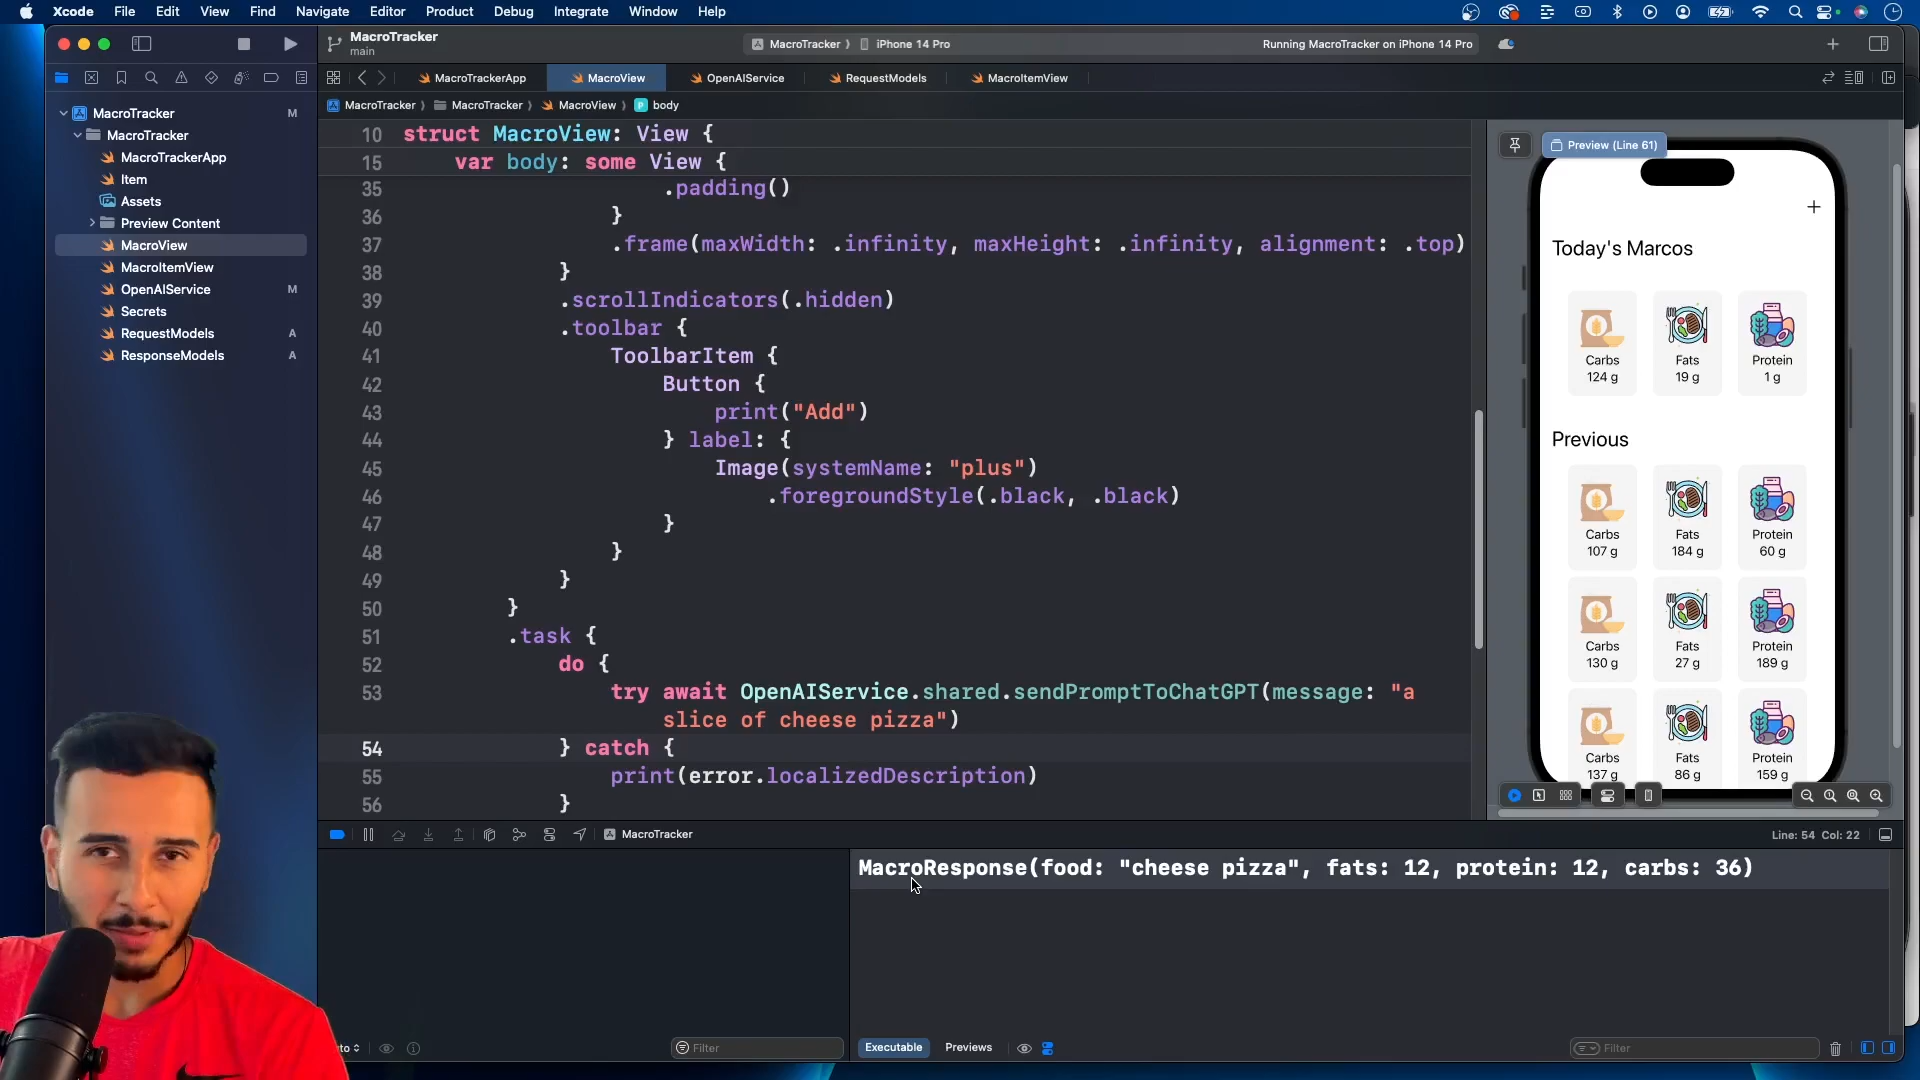 Xcode File Edit View Find Navigate Editor Product Debug Integrate Window Help
MacroTracker
main
MacroTracker ⟩ iPhone 14 Pro
Running MacroTracker on iPhone 14 Pro
MacroTrackerApp MacroView OpenAIService RequestModels MacroItemView
MacroTracker ⟩ MacroTracker ⟩ MacroView ⟩ P body
MacroTracker M
MacroTracker
MacroTrackerApp
Item
Assets
Preview Content
MacroView
MacroItemView
OpenAIService M
Secrets
RequestModels A
ResponseModels A
10 struct MacroView: View {
15 var body: some View {
35 .padding()
36 }
37 .frame(maxWidth: .infinity, maxHeight: .infinity, alignment: .top)
38 }
39 .scrollIndicators(.hidden)
40 .toolbar {
41 ToolbarItem {
42 Button {
43 print("Add")
44 } label: {
45 Image(systemName: "plus")
46 .foregroundStyle(.black, .black)
47 }
48 }
49 }
50 }
51 .task {
52 do {
53 try await OpenAIService.shared.sendPromptToChatGPT(message: "a
slice of cheese pizza")
54 } catch {
55 print(error.localizedDescription)
56 }
Preview (Line 61)
+
Today's Marcos
Carbs Fats Protein
124 g 19 g 1 g
Previous
Carbs Fats Protein
107 g 184 g 60 g
Carbs Fats Protein
130 g 27 g 189 g
Carbs Fats Protein
137 g 86 g 159 g
MacroTracker
Line: 54 Col: 22
MacroResponse(food: "cheese pizza", fats: 12, protein: 12, carbs: 36)
Filter
Executable Previews
Filter